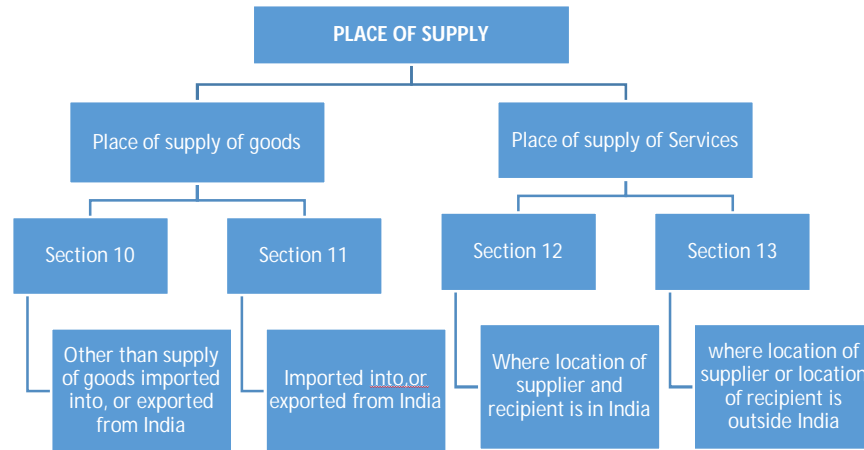 PLACE OF SUPPLY
Place of supply of goods
Place of supply of Services
Section 10
Section 11
Section 12
Section 13
Other than supply
of goods imported
into, or exported
from India
Imported into,or
exported from India
Where location of
supplier and
recipient is in India
where location of
supplier or location
of recipient is
outside India